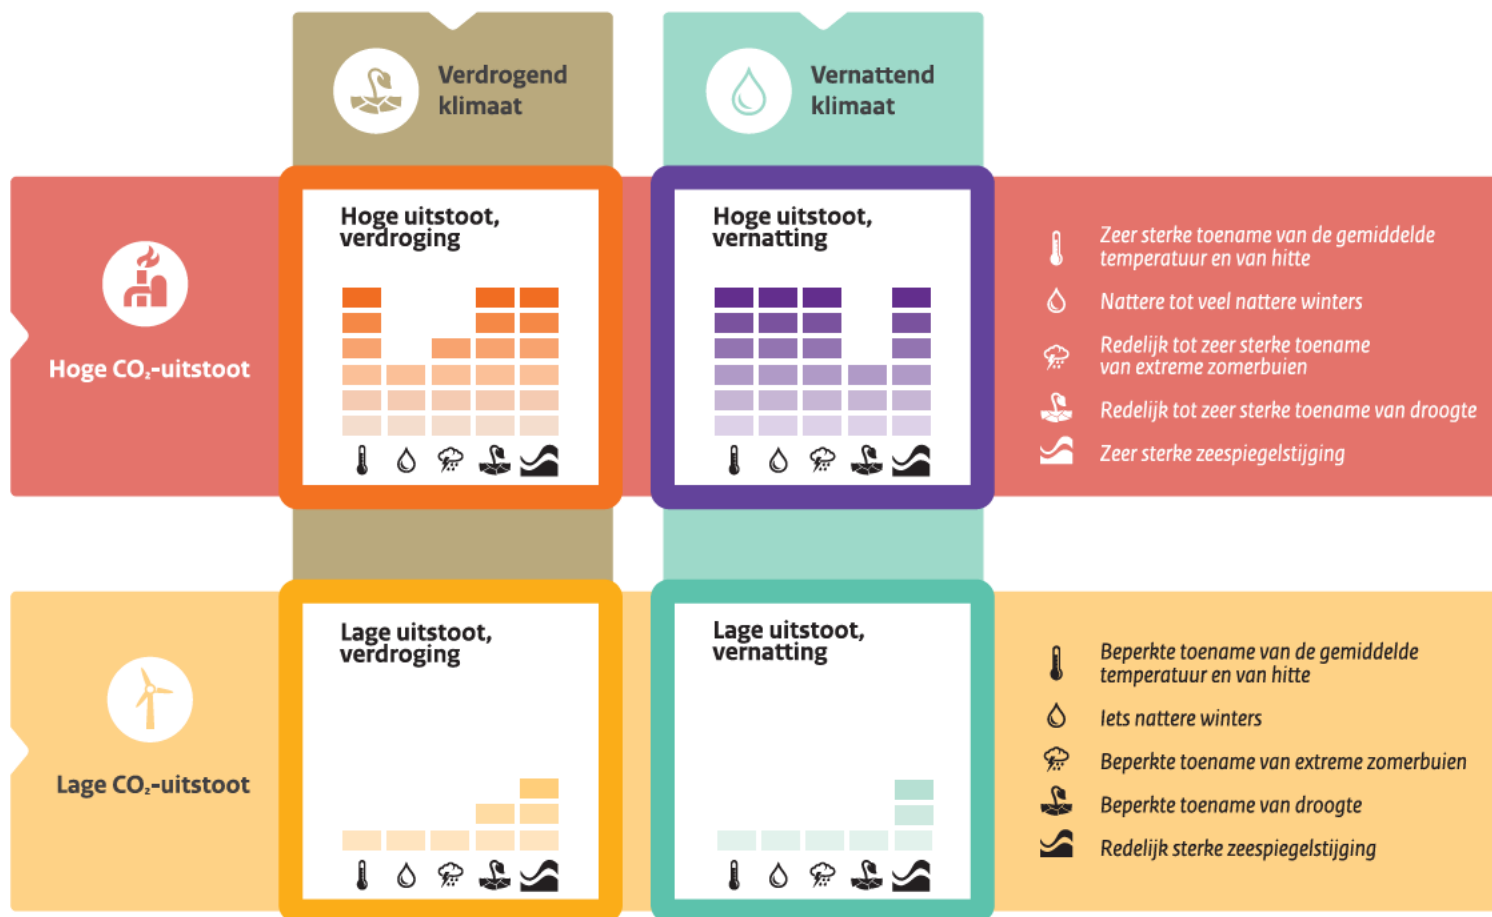 Verdrogend
klimaat
Vernattend
klimaat
Hoge CO₂-uitstoot
Hoge uitstoot,
verdroging
Hoge uitstoot,
vernatting
Zeer sterke toename van de gemiddelde
temperatuur en van hitte
Nattere tot veel nattere winters
Redelijk tot zeer sterke toename
van extreme zomerbuien
Redelijk tot zeer sterke toename van droogte
Zeer sterke zeespiegelstijging
Lage CO₂-uitstoot
Lage uitstoot,
verdroging
Lage uitstoot,
vernatting
Beperkte toename van de gemiddelde
temperatuur en van hitte
Iets nattere winters
Beperkte toename van extreme zomerbuien
Beperkte toename van droogte
Redelijk sterke zeespiegelstijging